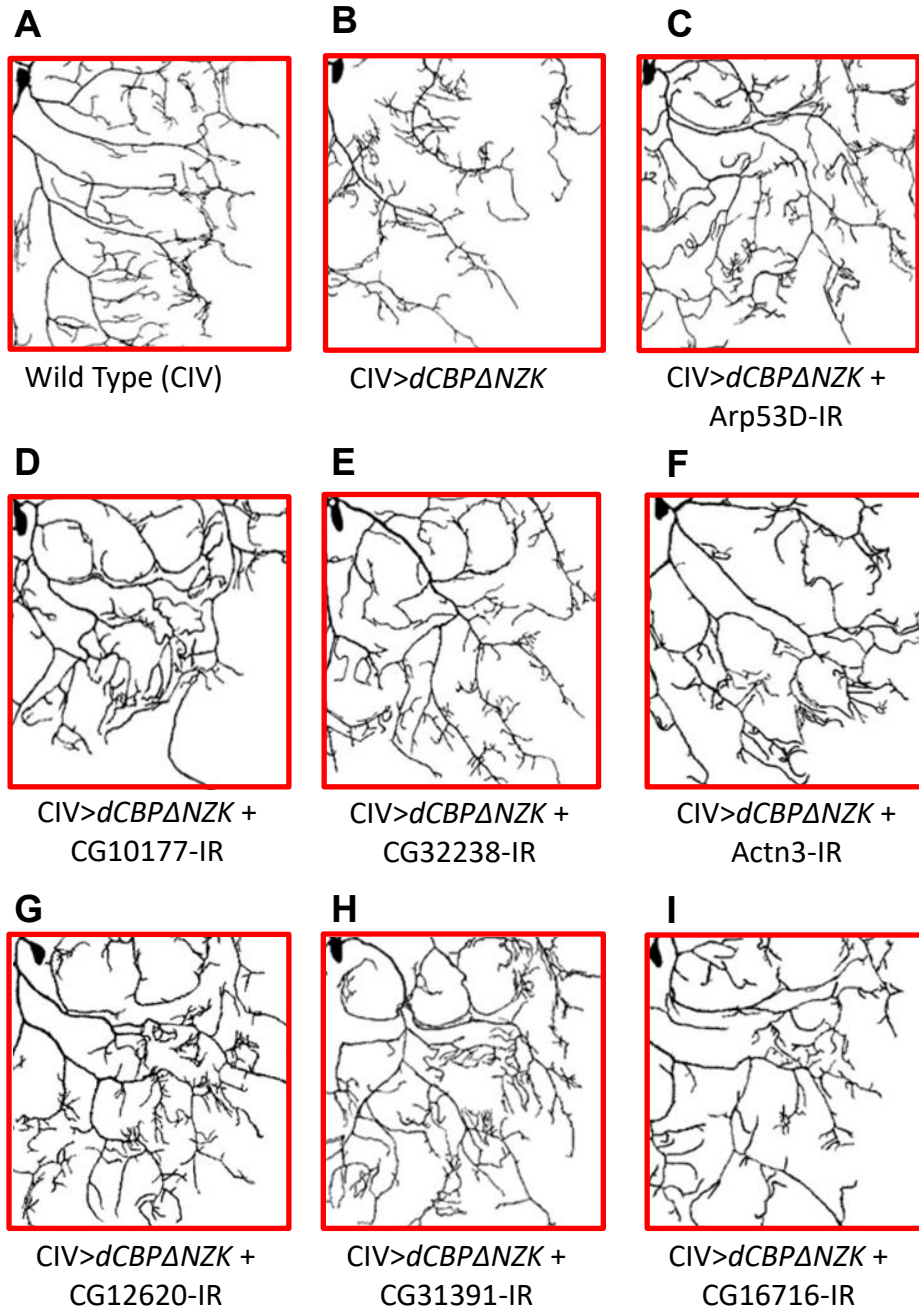 A
B
C
Wild Type (CIV)
CIV>dCBPΔNZK
CIV>dCBPΔNZK +
Arp53D-IR
D
E
F
CIV>dCBPΔNZK +
CG10177-IR
CIV>dCBPΔNZK +
CG32238-IR
CIV>dCBPΔNZK +
Actn3-IR
G
H
I
CIV>dCBPΔNZK +
CG12620-IR
CIV>dCBPΔNZK +
CG31391-IR
CIV>dCBPΔNZK +
CG16716-IR